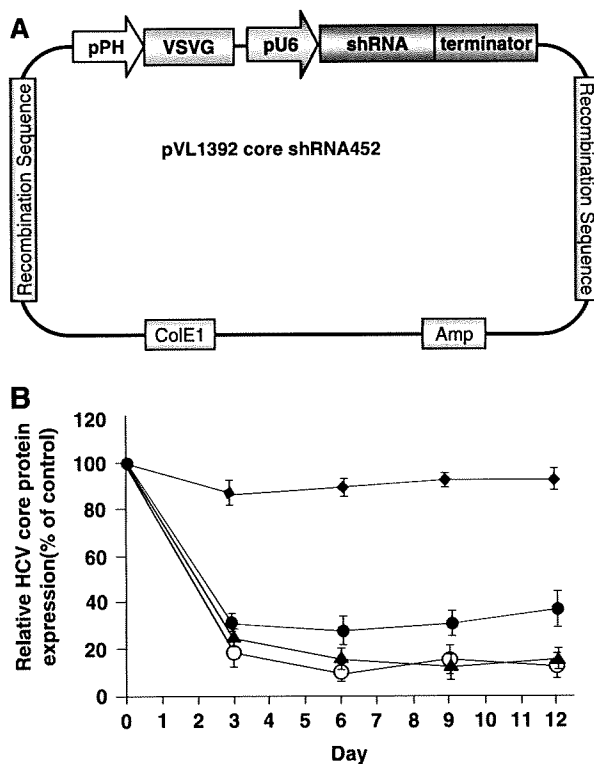 A
pPH
VSVG
pU6
shRNA
terminator
Recombination Sequence
pVL1392 core shRNA452
Recombination Sequence
ColE1
Amp
B
Relative HCV core protein
expression(% of control)
120
100
80
60
40
20
0
0 1 2 3 4 5 6 7 8 9 10 11 12
Day